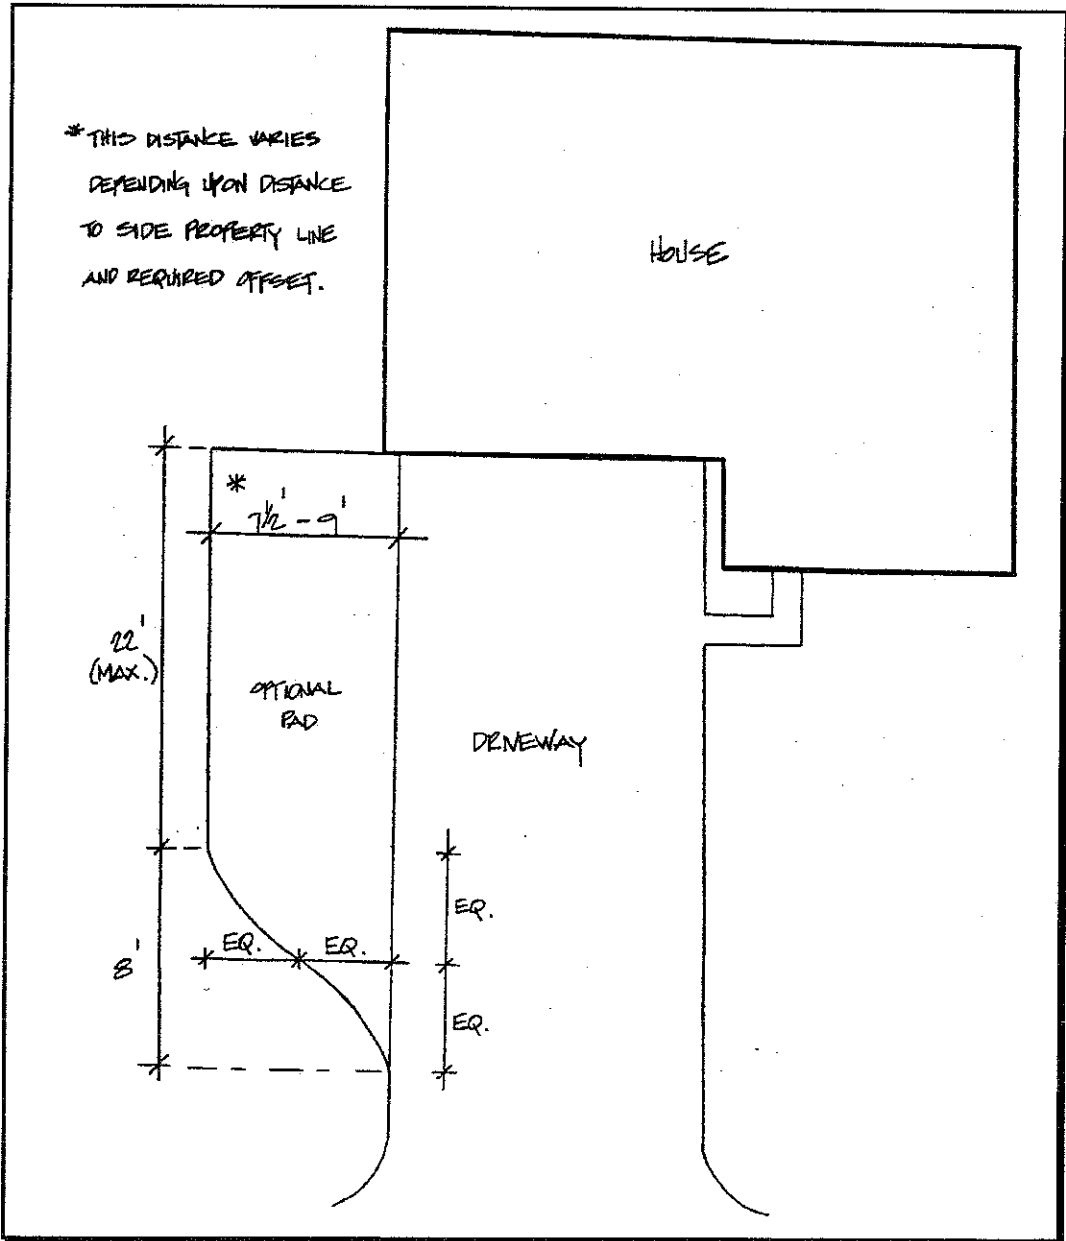 * THIS DISTANCE VARIES
DEPENDING UPON DISTANCE
TO SIDE PROPERTY LINE
AND REQUIRED OFFSET.
HOUSE
*
7½' - 9'
22'
(MAX.)
OPTIONAL
PAD
DRIVEWAY
EQ.
EQ. EQ.
8'
EQ.